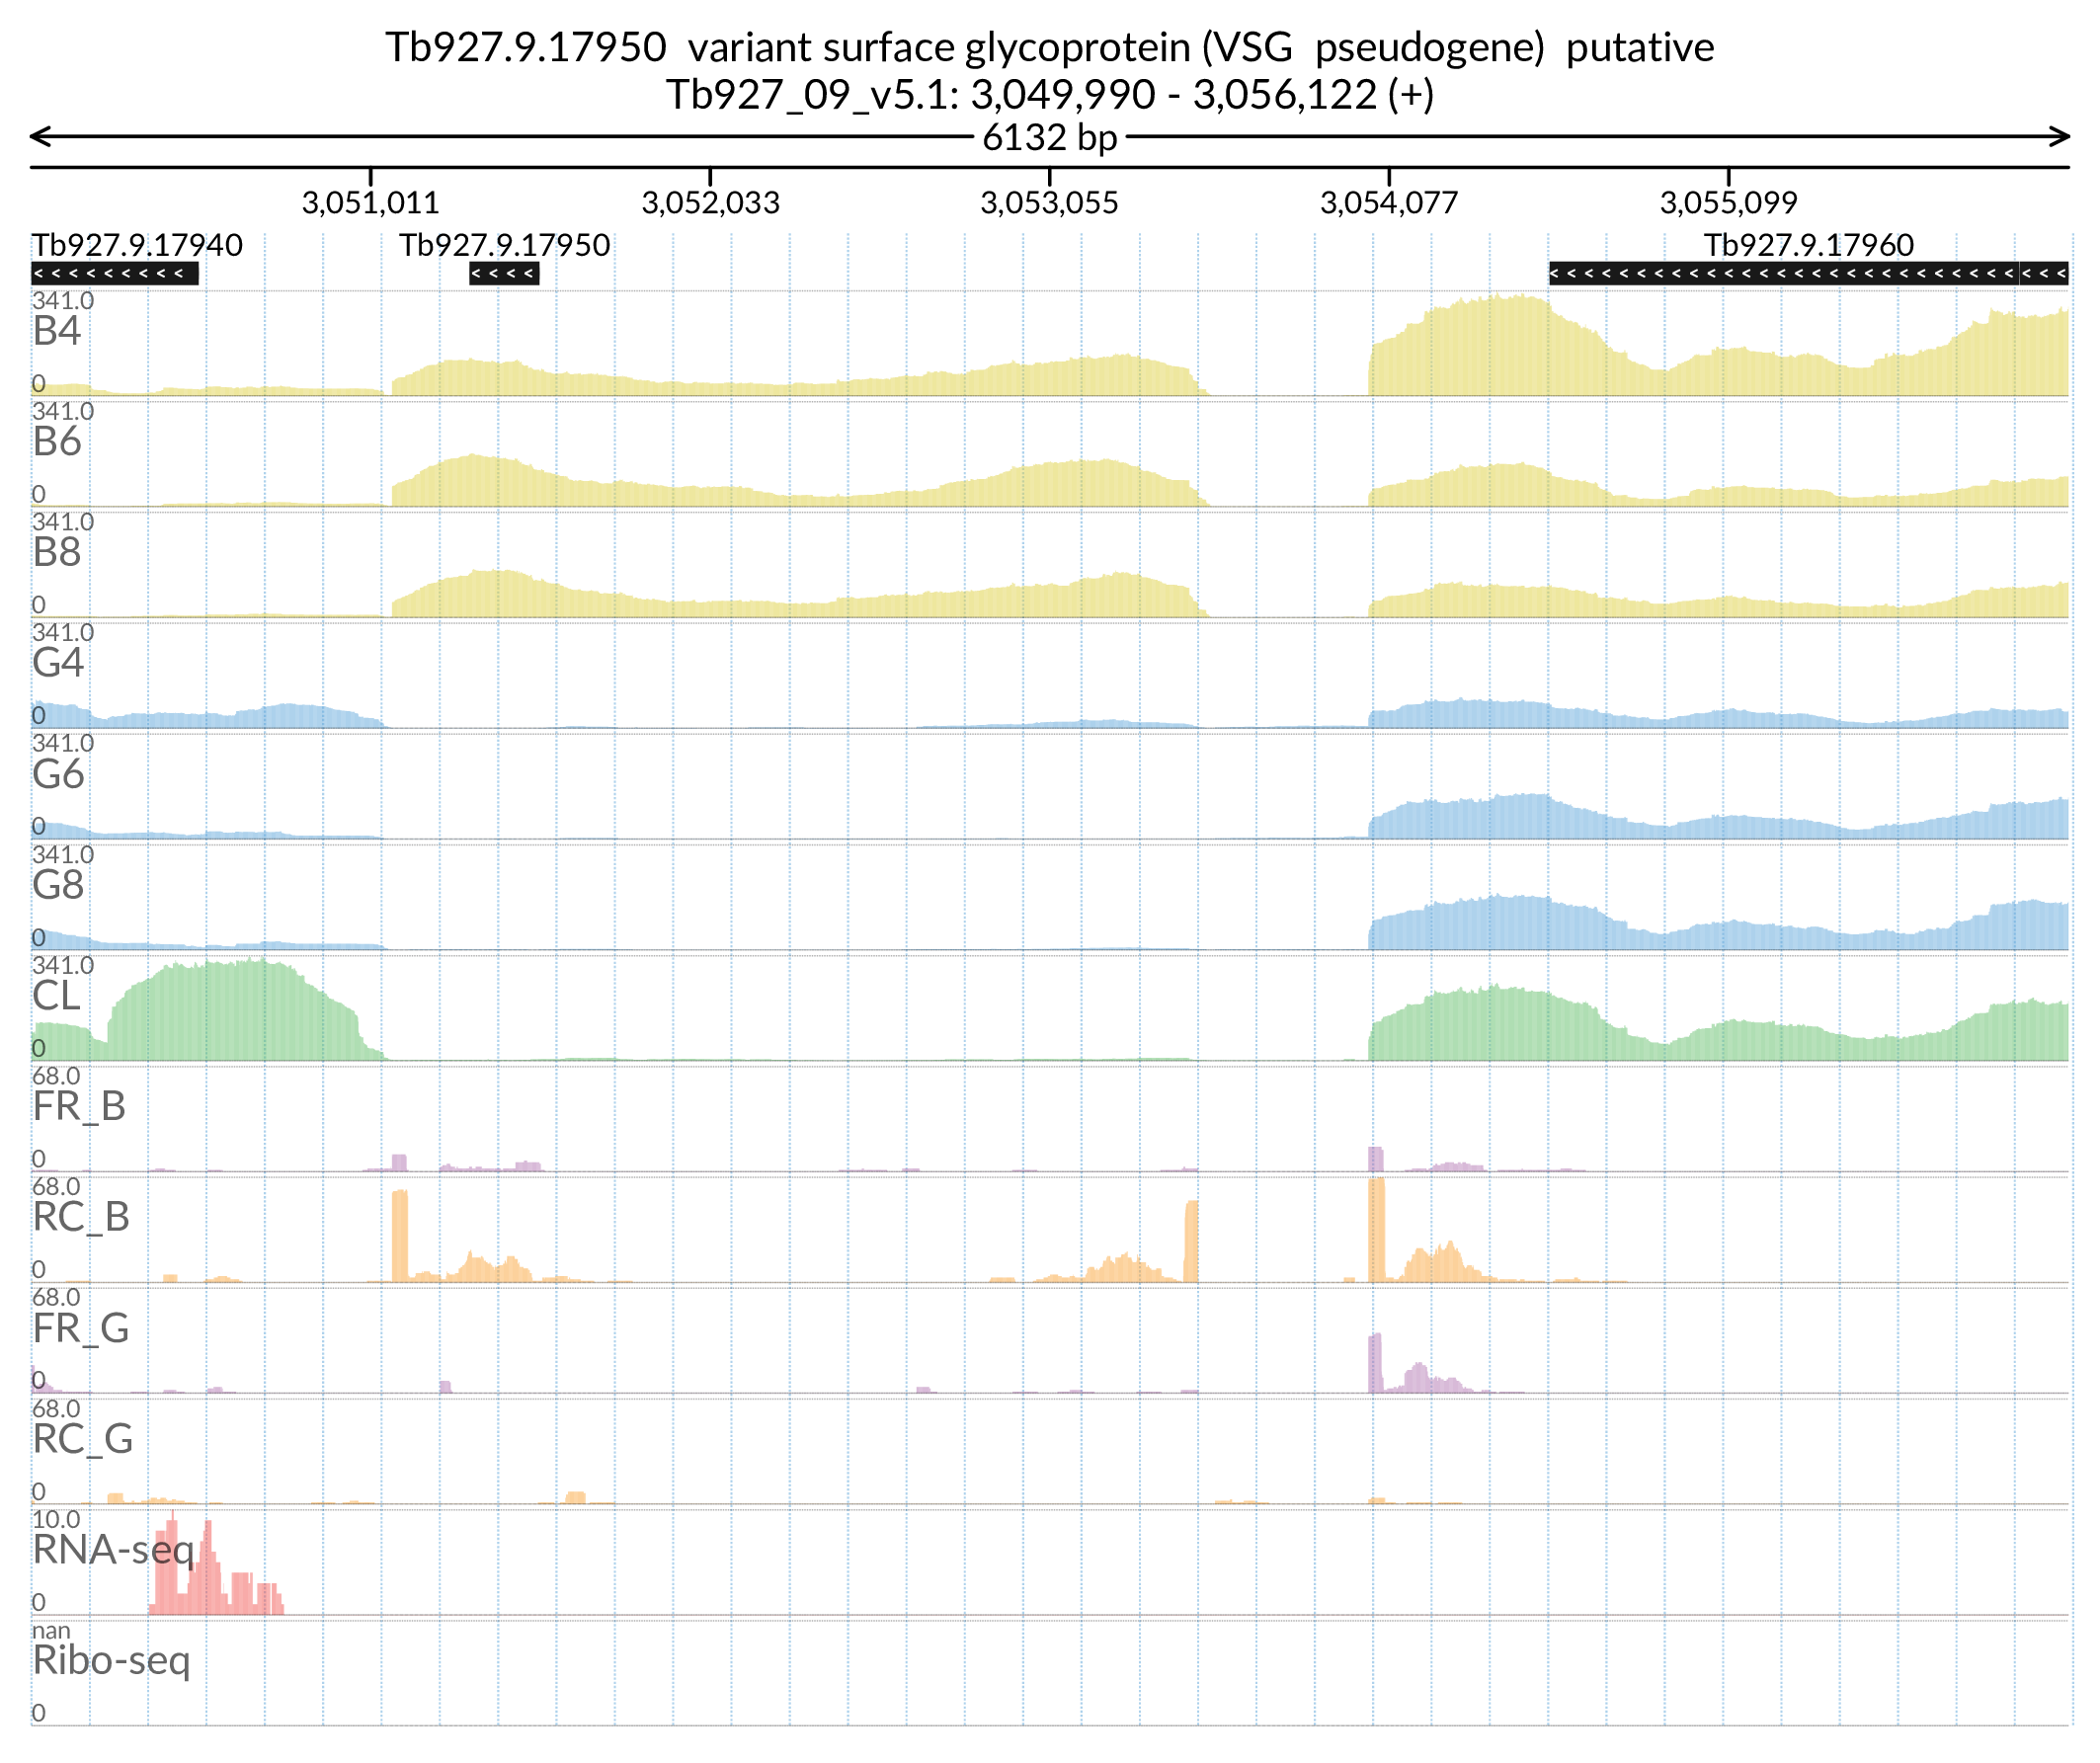 Tb927.9.17950  variant surface glycoprotein (VSG  pseudogene)  putative
Tb927_09_v5.1: 3,049,990 - 3,056,122 (+)
6132 bp
3,051,011 3,052,033 3,053,055 3,054,077 3,055,099
Tb927.9.17940 Tb927.9.17950 Tb927.9.17960
341.0
B4
0
341.0
B6
0
341.0
B8
0
341.0
G4
0
341.0
G6
0
341.0
G8
0
341.0
CL
0
68.0
FR_B
0
68.0
RC_B
0
68.0
FR_G
0
68.0
RC_G
0
10.0
RNA-seq
0
nan
Ribo-seq
0